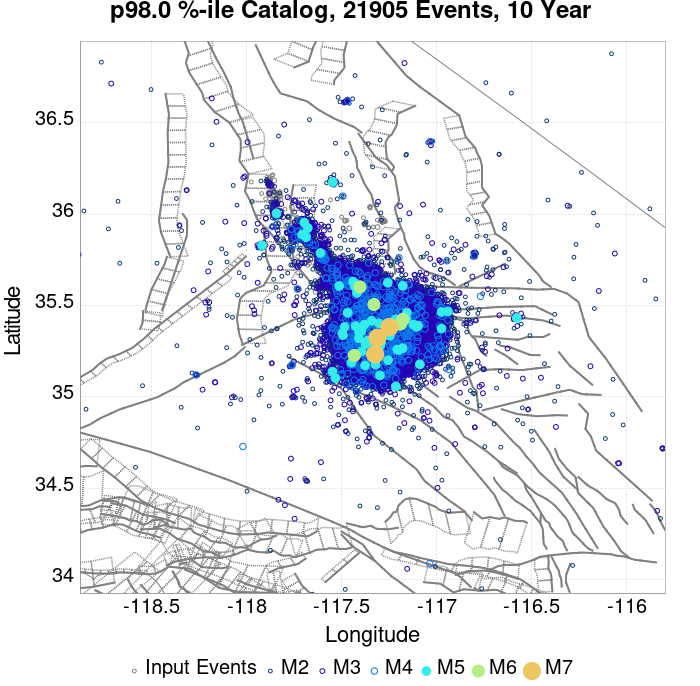 p98.0 %-ile Catalog, 21905 Events, 10 Year
36.5
36
35.5
35
34.5
34
Latitude
-118.5 -118 -117.5 -117 -116.5 -116
Longitude
Input Events M2 M3 M4 M5 M6 M7